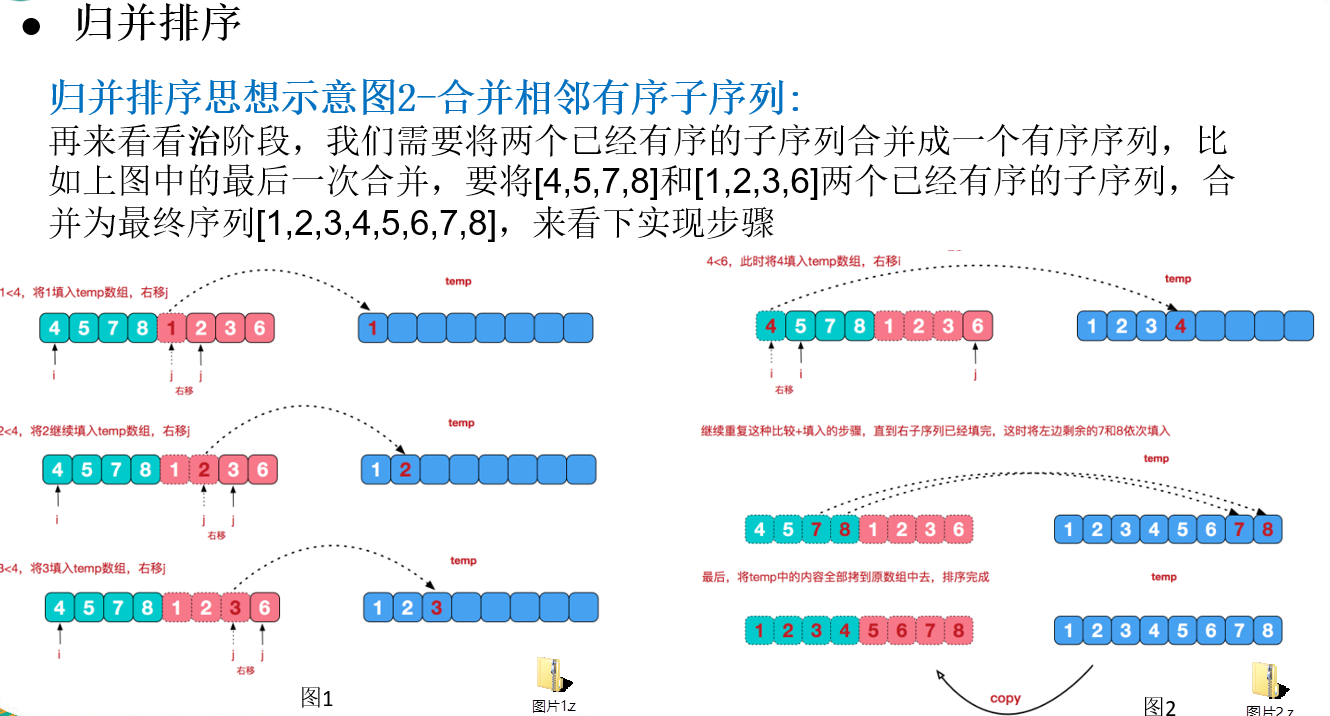 ● 归并排序
归并排序思想示意图2-合并相邻有序子序列:
再来看看治阶段，我们需要将两个已经有序的子序列合并成一个有序序列，比
如上图中的最后一次合并，要将[4,5,7,8]和[1,2,3,6]两个已经有序的子序列，合
并为最终序列[1,2,3,4,5,6,7,8]，来看下实现步骤
1<4，将1填入temp数组，右移j
temp
4 5 7 8 1 2 3 6
1
i j j
右移
2<4，将2继续填入temp数组，右移j
temp
4 5 7 8 1 2 3 6
1 2
i j j
右移
3<4，将3填入temp数组，右移j
temp
4 5 7 8 1 2 3 6
1 2 3
i j j
右移
图1
图片1.z
4<6，此时将4填入temp数组，右移i
temp
4 5 7 8 1 2 3 6
1 2 3 4
i i j
右移
继续重复这种比较+填入的步骤，直到右子序列已经填完，这时将左边剩余的7和8依次填入
temp
4 5 7 8 1 2 3 6
1 2 3 4 5 6 7 8
最后，将temp中的内容全部拷到原数组中去，排序完成
temp
1 2 3 4 5 6 7 8
1 2 3 4 5 6 7 8
copy
图2
图片2.z